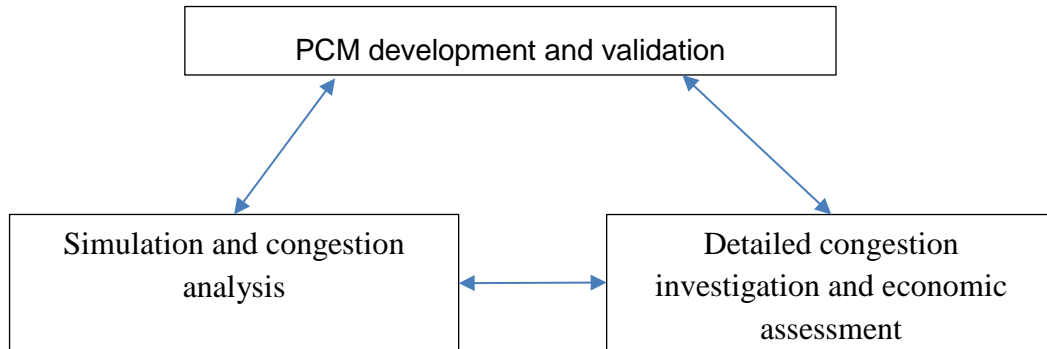 PCM development and validation
Simulation and congestion
analysis
Detailed congestion
investigation and economic
assessment